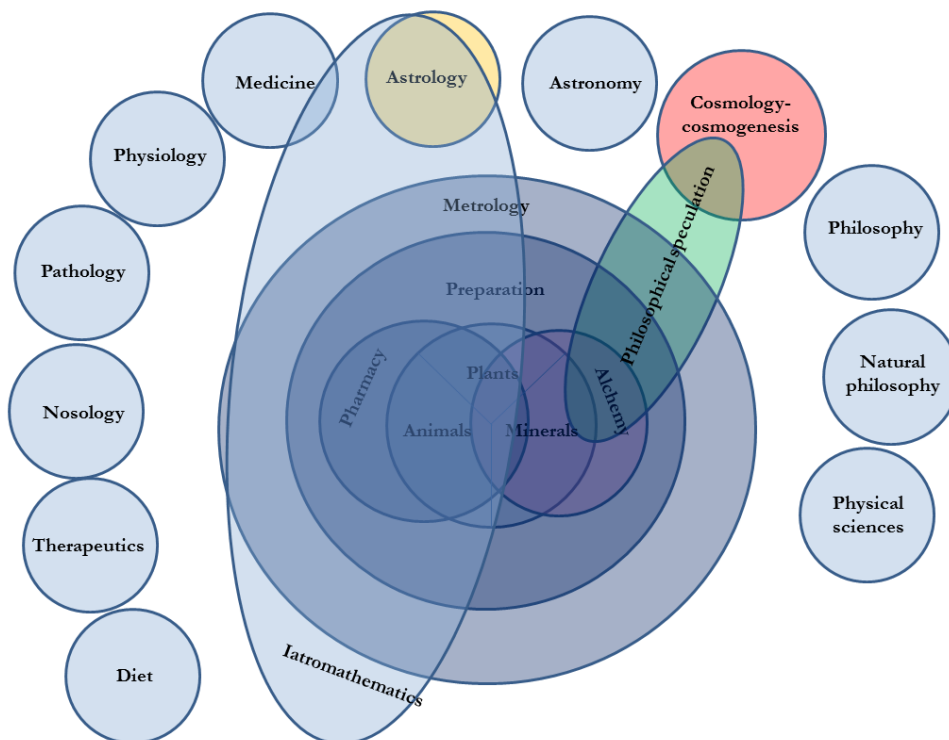 Medicine
Astrology
Astronomy
Cosmology-
cosmogenesis
Physiology
Metrology
Philosophical speculation
Philosophy
Pathology
Preparation
Natural
philosophy
Pharmacy
Plants
Alchemy
Nosology
Animals
Minerals
Physical
sciences
Therapeutics
Iatromathematics
Diet